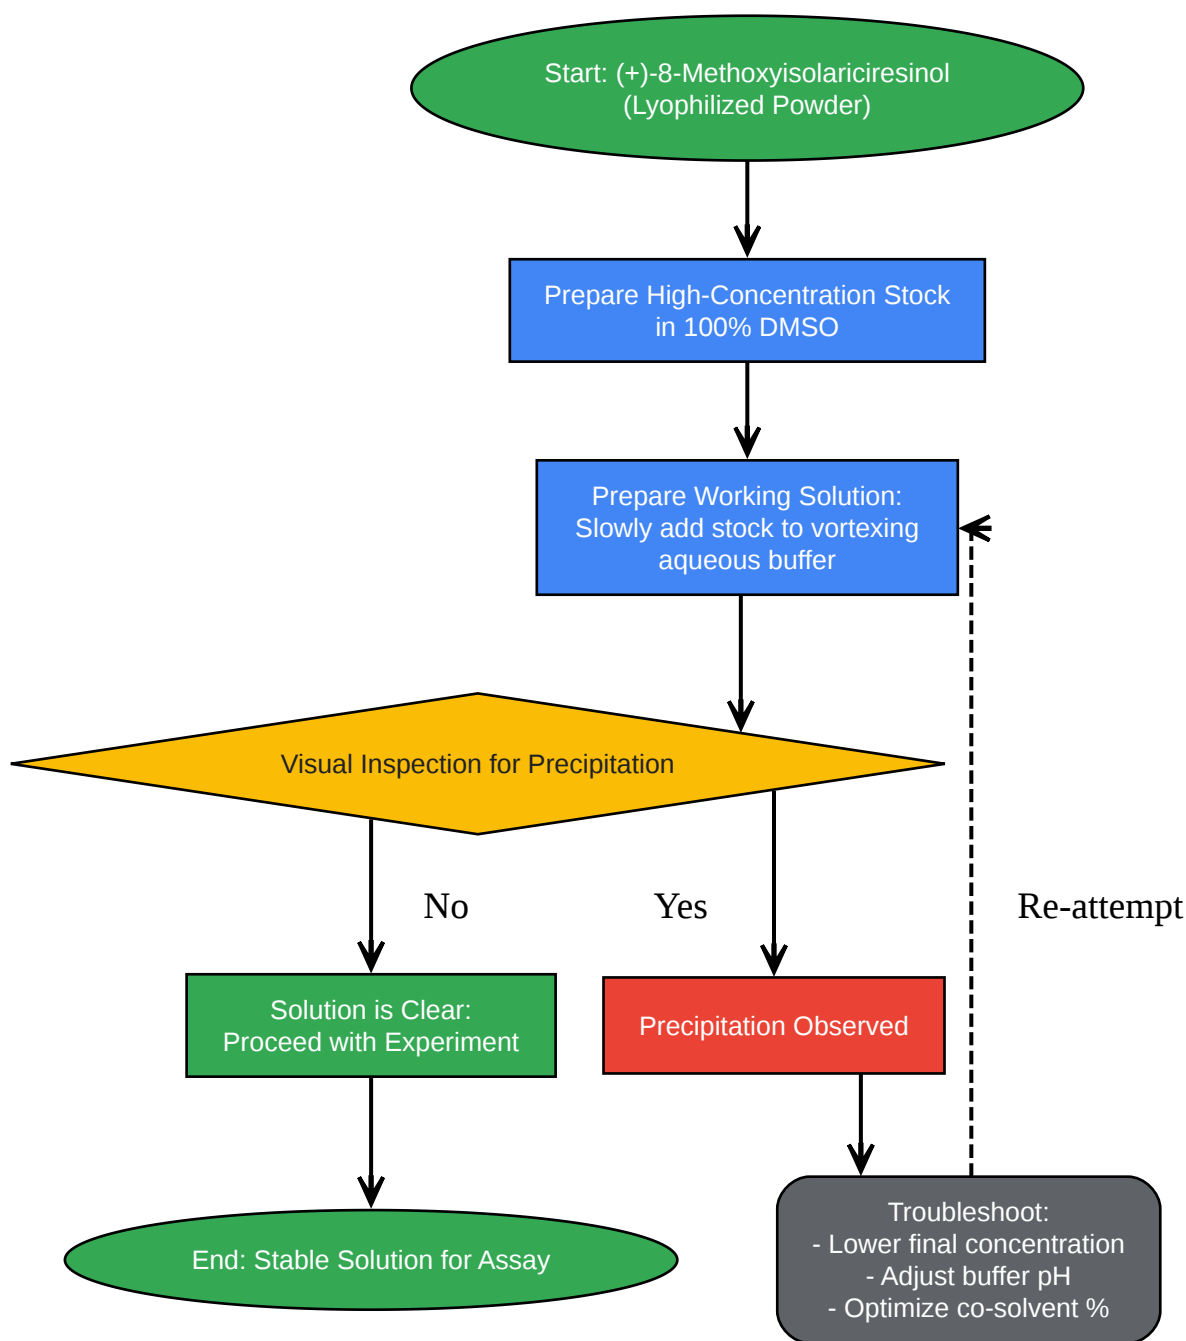 Start: (+)-8-Methoxyisolariciresinol
(Lyophilized Powder)
Prepare High-Concentration Stock
in 100% DMSO
Prepare Working Solution:
Slowly add stock to vortexing
aqueous buffer
Visual Inspection for Precipitation
No
Yes
Re-attempt
Solution is Clear:
Proceed with Experiment
Precipitation Observed
End: Stable Solution for Assay
Troubleshoot:
- Lower final concentration
- Adjust buffer pH
- Optimize co-solvent %